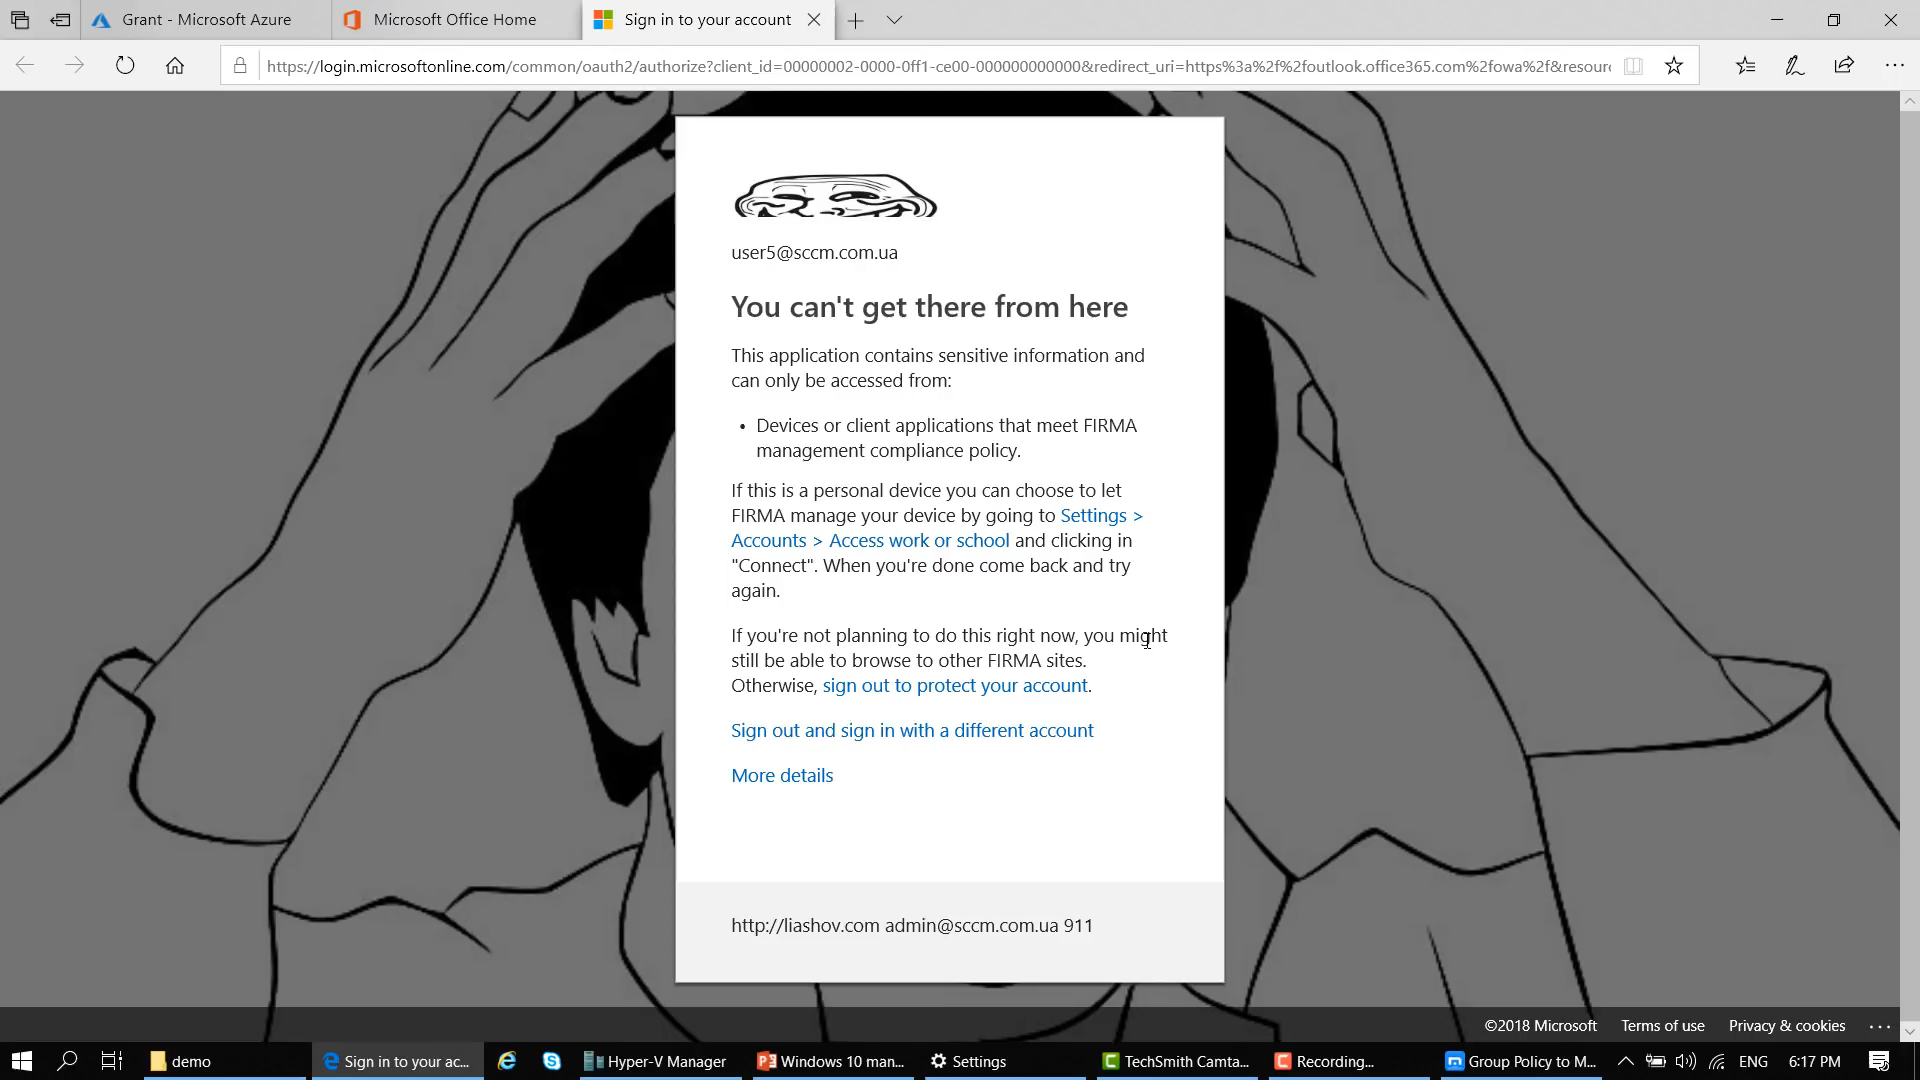 Grant - Microsoft Azure
Microsoft Office Home
Sign in to your account
https://login.microsoftonline.com/common/oauth2/authorize?client_id=00000002-0000-0ff1-ce00-000000000000&redirect_uri=https%3a%2f%2foutlook.office365.com%2fowa%2f&resourc
user5@sccm.com.ua
You can't get there from here
This application contains sensitive information and
can only be accessed from:
• Devices or client applications that meet FIRMA
management compliance policy.
If this is a personal device you can choose to let
FIRMA manage your device by going to Settings >
Accounts > Access work or school and clicking in
"Connect". When you're done come back and try
again.
If you're not planning to do this right now, you might
still be able to browse to other FIRMA sites.
Otherwise, sign out to protect your account.
Sign out and sign in with a different account
More details
http://liashov.com admin@sccm.com.ua 911
©2018 Microsoft Terms of use Privacy & cookies ...
demo
Sign in to your ac...
Hyper-V Manager
Windows 10 man...
Settings
TechSmith Camta...
Recording...
Group Policy to M...
ENG
6:17 PM